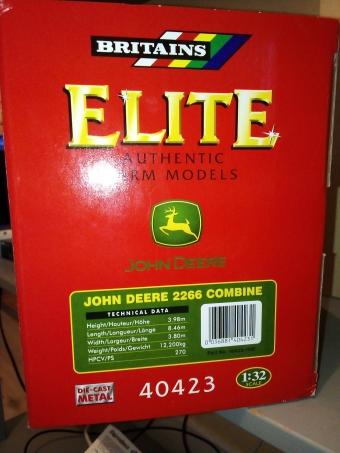 BRITAINS
ELITE
AUTHENTIC
FARM MODELS
JOHN DEERE
JOHN DEERE 2266 COMBINE
TECHNICAL DATA
Height/Hauteur/Höhe 3.98m
Length/Longueur/Länge 8.46m
Width/Largeur/Breite 3.80m
Weight/Poids/Gewicht 12,200kg
HPCV/PS 270
DIE-CAST
METAL
40423
1:32
SCALE